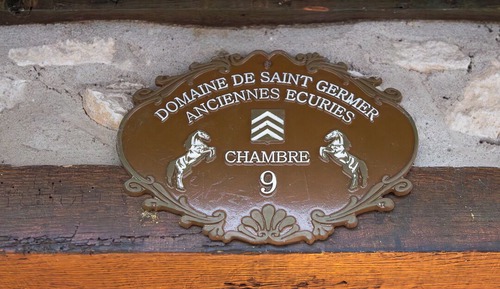 DOMAINE DE SAINT GERMER
ANCIENNES ECURIES
CHAMBRE
9